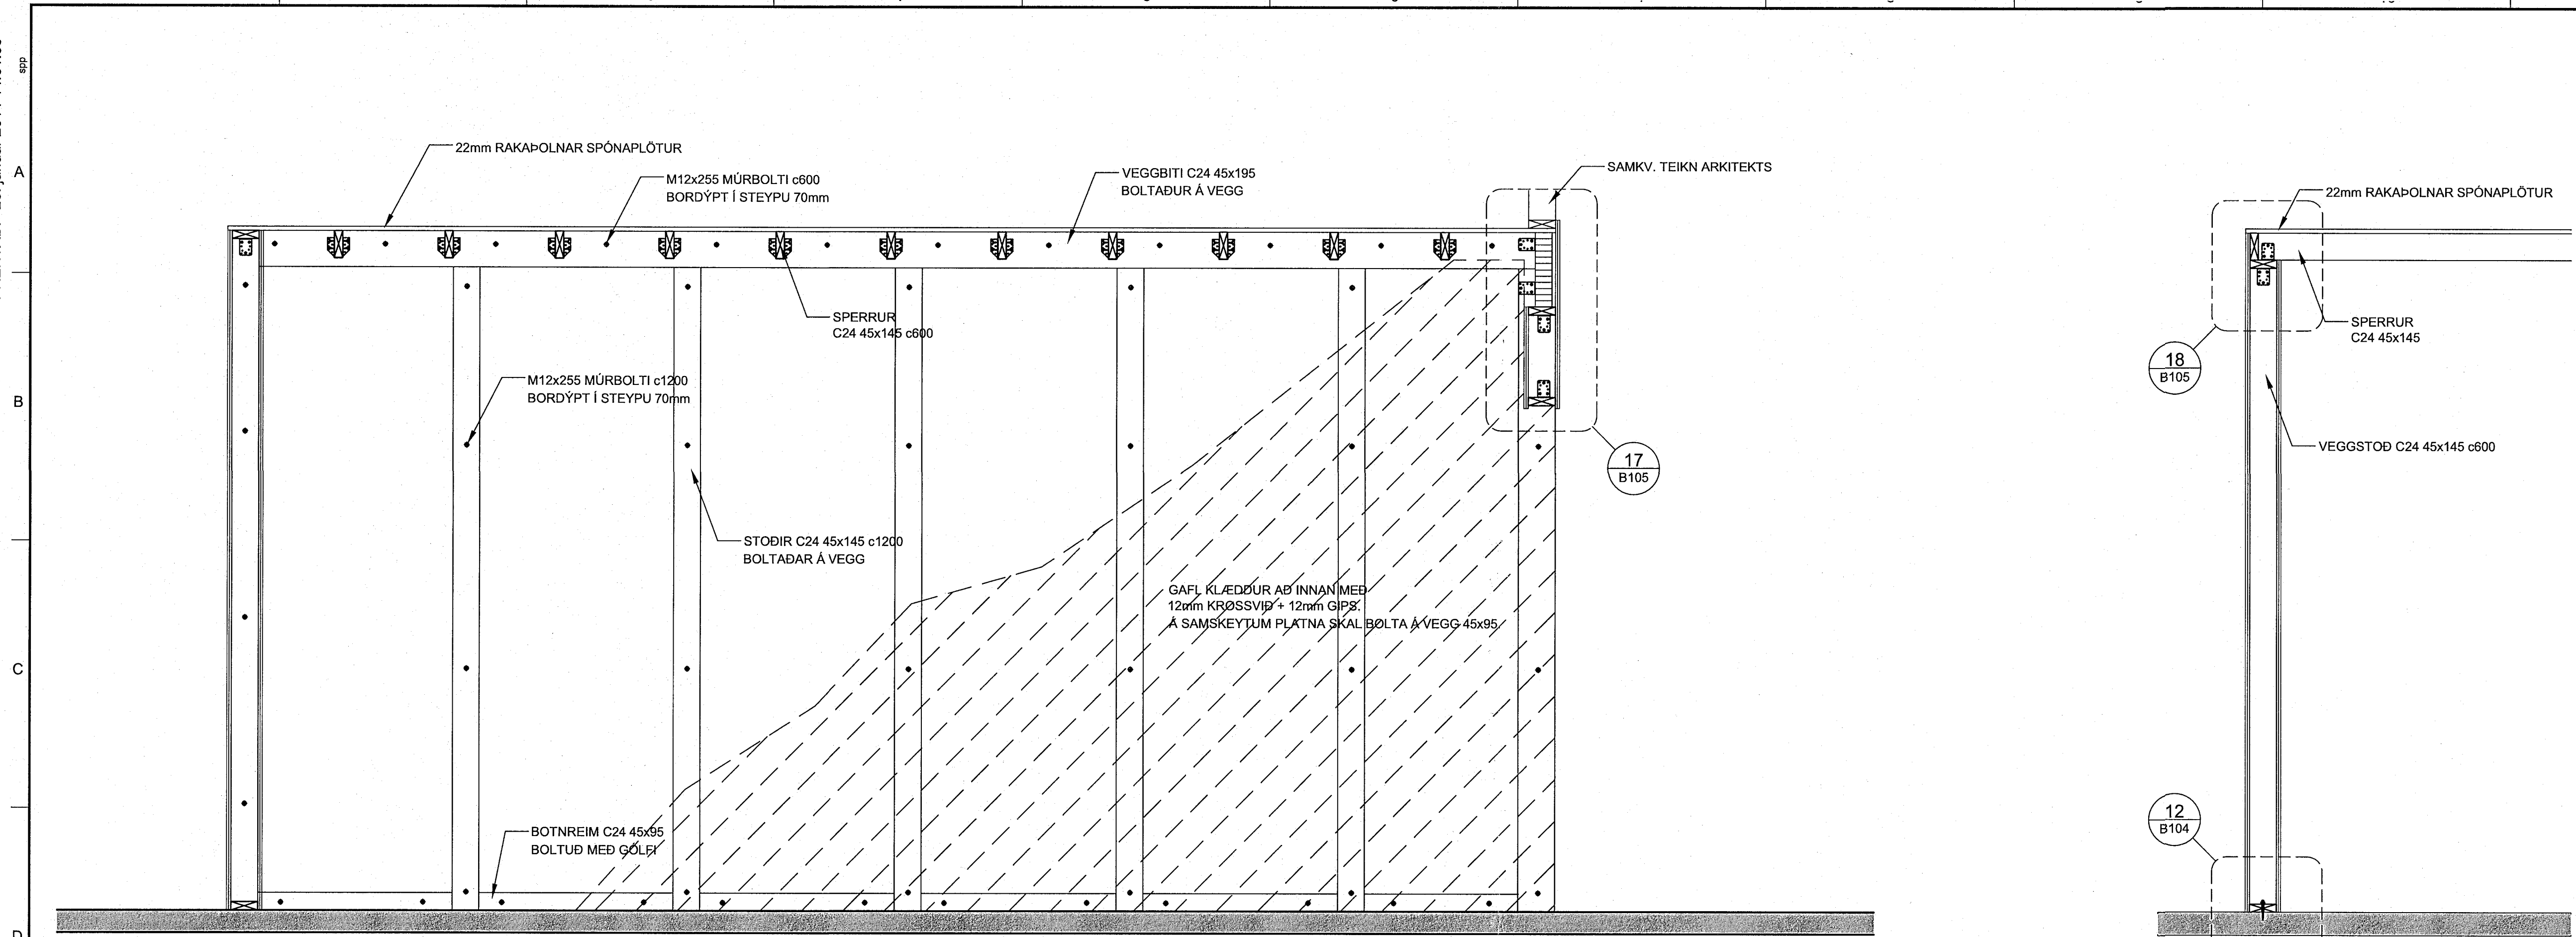 spp
A
B
C
D
22mm RAKAÞOLNAR SPÓNAPLÖTUR
M12x255 MÚRBOLTI c600
BORDÝPT Í STEYPU 70mm
VEGGBITI C24 45x195
BOLTAÐUR Á VEGG
SAMKV. TEIKN ARKITEKTS
SPERRUR
C24 45x145 c600
M12x255 MÚRBOLTI c1200
BORDÝPT Í STEYPU 70mm
17
B105
STOÐIR C24 45x145 c1200
BOLTAÐAR Á VEGG
GAFL KLÆDDUR AÐ INNAN MEÐ
12mm KROSSVIÐ + 12mm GIPS.
Á SAMSKEYTUM PLATNA SKAL BOLTA Á VEGG 45x95
BOTNREIM C24 45x95
BOLTUÐ MEÐ GÓLFI
22mm RAKAÞOLNAR SPÓNAPLÖTUR
SPERRUR
C24 45x145
18
B105
VEGGSTOÐ C24 45x145 c600
12
B104